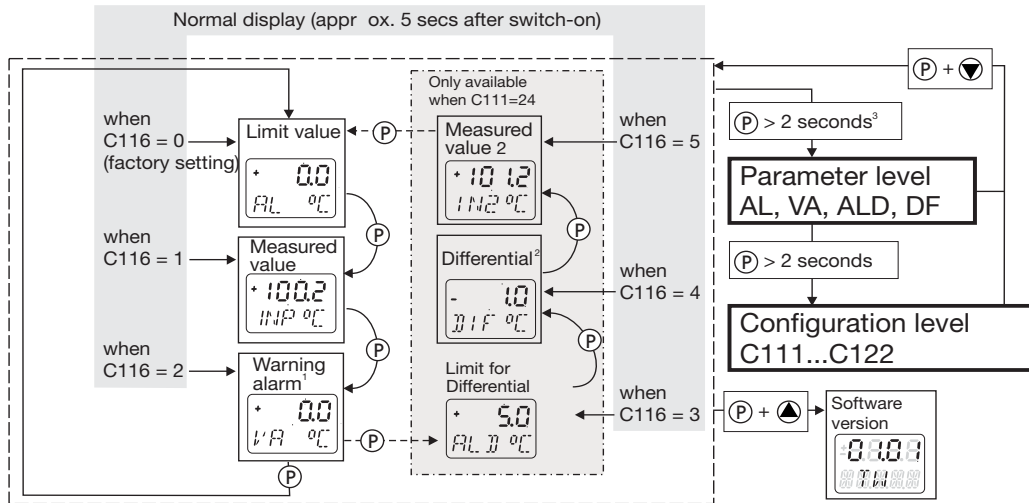 Normal display (appr ox. 5 secs after switch-on)
when
C116 = 0
(factory setting)
Limit value
+ 0.0
AL °C
P
when
C116 = 1
Measured
value
+ 100.2
INP °C
P
when
C116 = 2
Warning
alarm¹
+ 0.0
VA °C
P
P
Only available
when C111=24
P
Measured
value 2
+ 101.2
IN2 °C
when
C116 = 5
P
Differential²
- 1.0
DIF °C
when
C116 = 4
P
Limit for
Differential
+ 5.0
ALD °C
when
C116 = 3
P +
P > 2 seconds³
Parameter level
AL, VA, ALD, DF
P > 2 seconds
Configuration level
C111...C122
P +
Software
version
01.01
TW